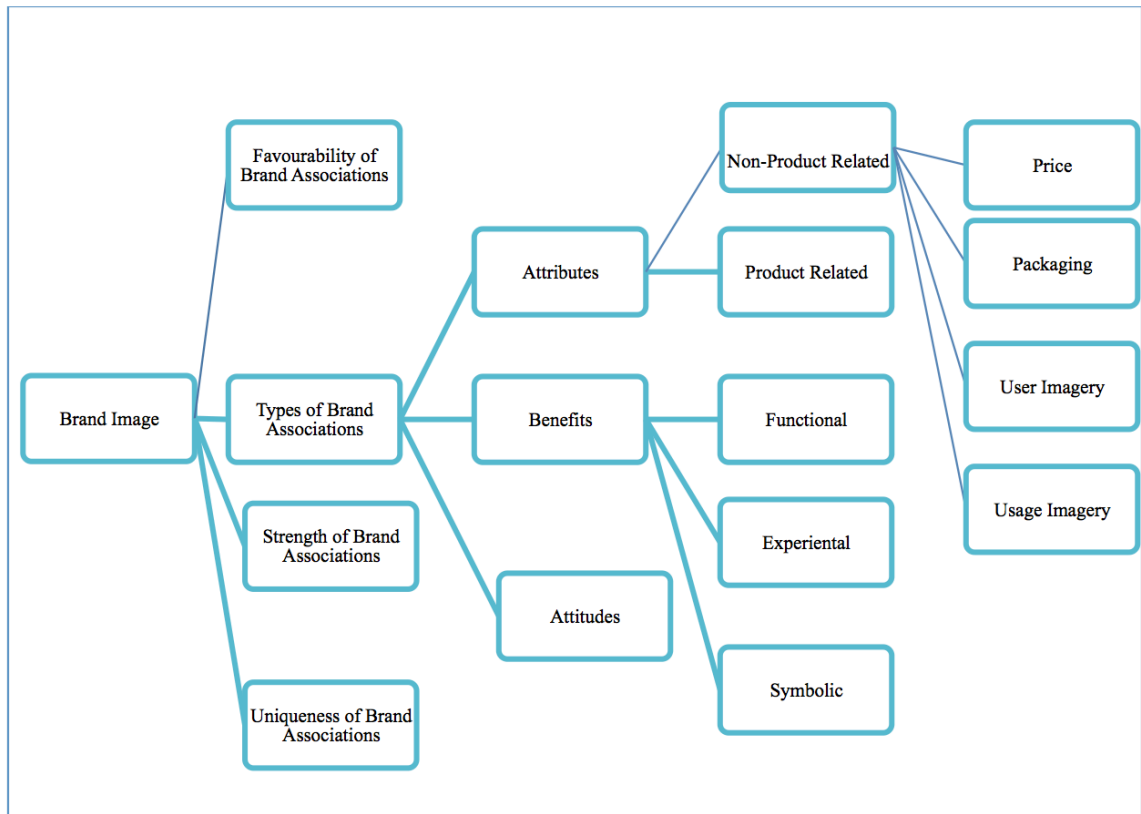 Favourability of
Brand Associations
Non-Product Related
Price
Attributes
Product Related
Packaging
Brand Image
Types of Brand
Associations
Benefits
Functional
User Imagery
Strength of Brand
Associations
Experiental
Usage Imagery
Attitudes
Uniqueness of Brand
Associations
Symbolic